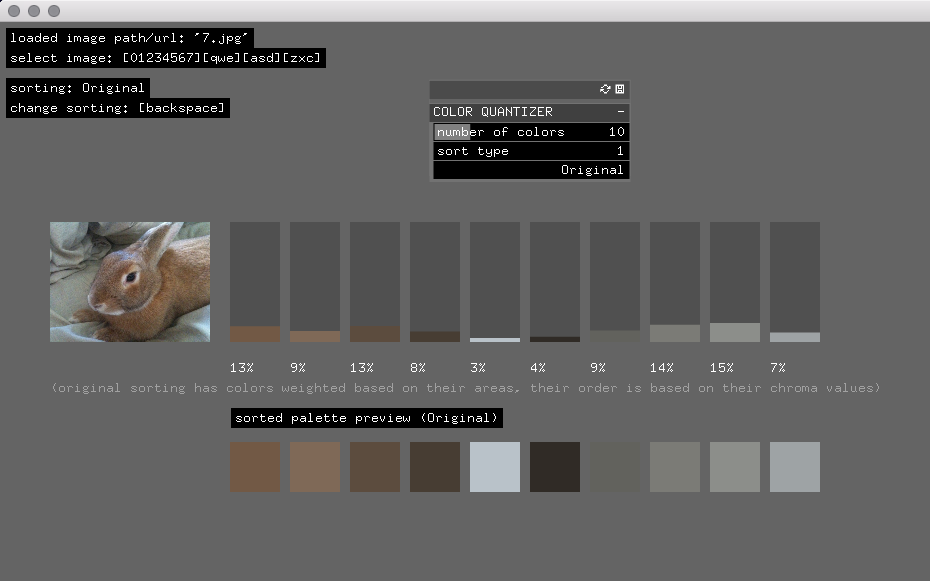 loaded image path/url: '7.jpg'
select image: [01234567][qwe][asd][zxc]
sorting: Original
change sorting: [backspace]
COLOR QUANTIZER -
number of colors 10
sort type 1
Original
13% 9% 13% 8% 3% 4% 9% 14% 15% 7%
(original sorting has colors weighted based on their areas, their order is based on their chroma values)
sorted palette preview (Original)